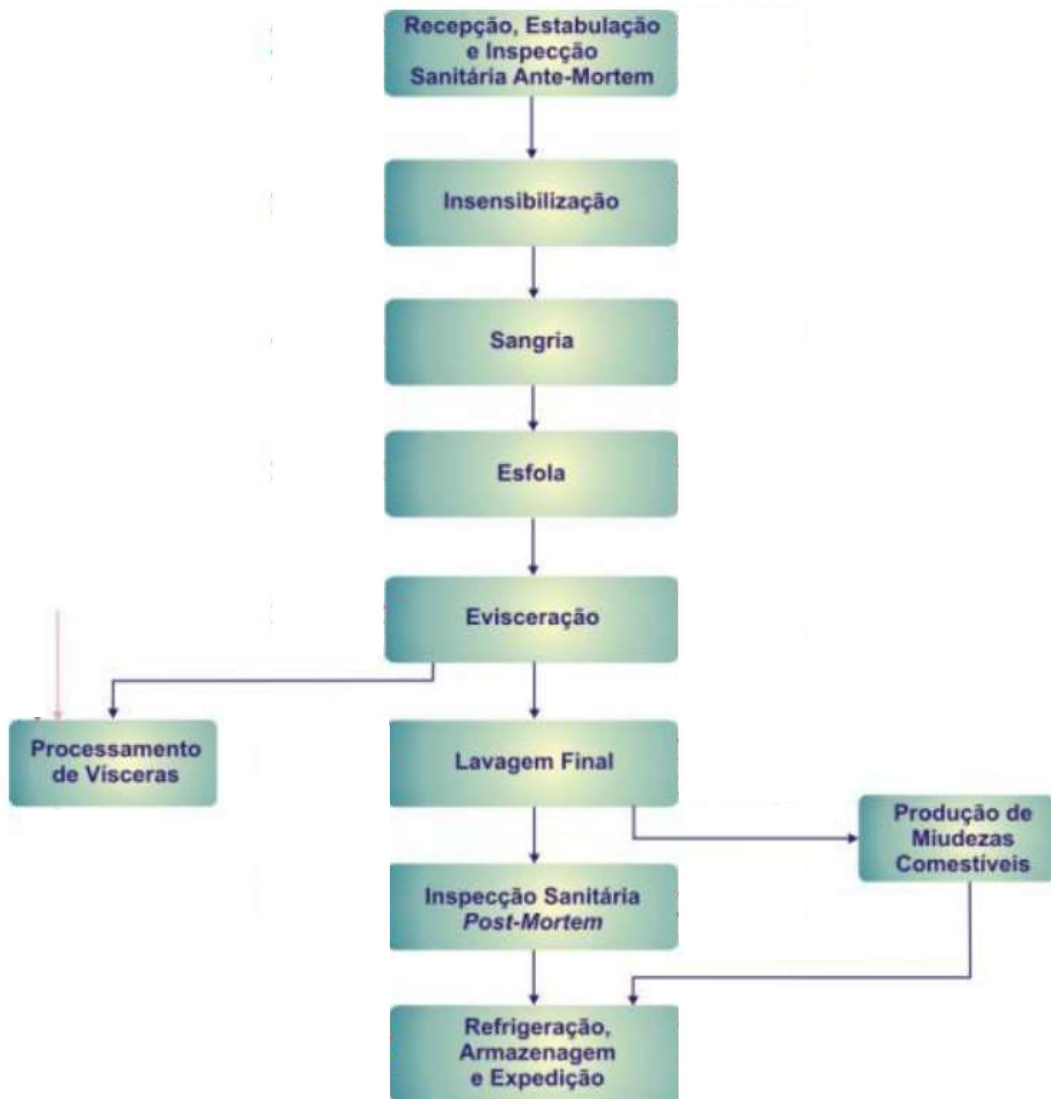 Recepção, Estabulação
e Inspecção
Sanitária Ante-Mortem
Insensibilização
Sangria
Esfola
Evisceração
Processamento
de Vísceras
Lavagem Final
Produção de
Miudezas
Comestíveis
Inspecção Sanitária
Post-Mortem
Refrigeração,
Armazenagem
e Expedição